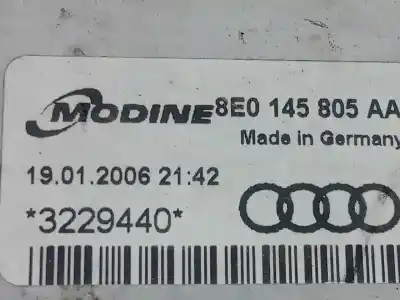 MODINE 8E0 145 805 AA
Made in Germany
19.01.2006 21:42
*3229440*